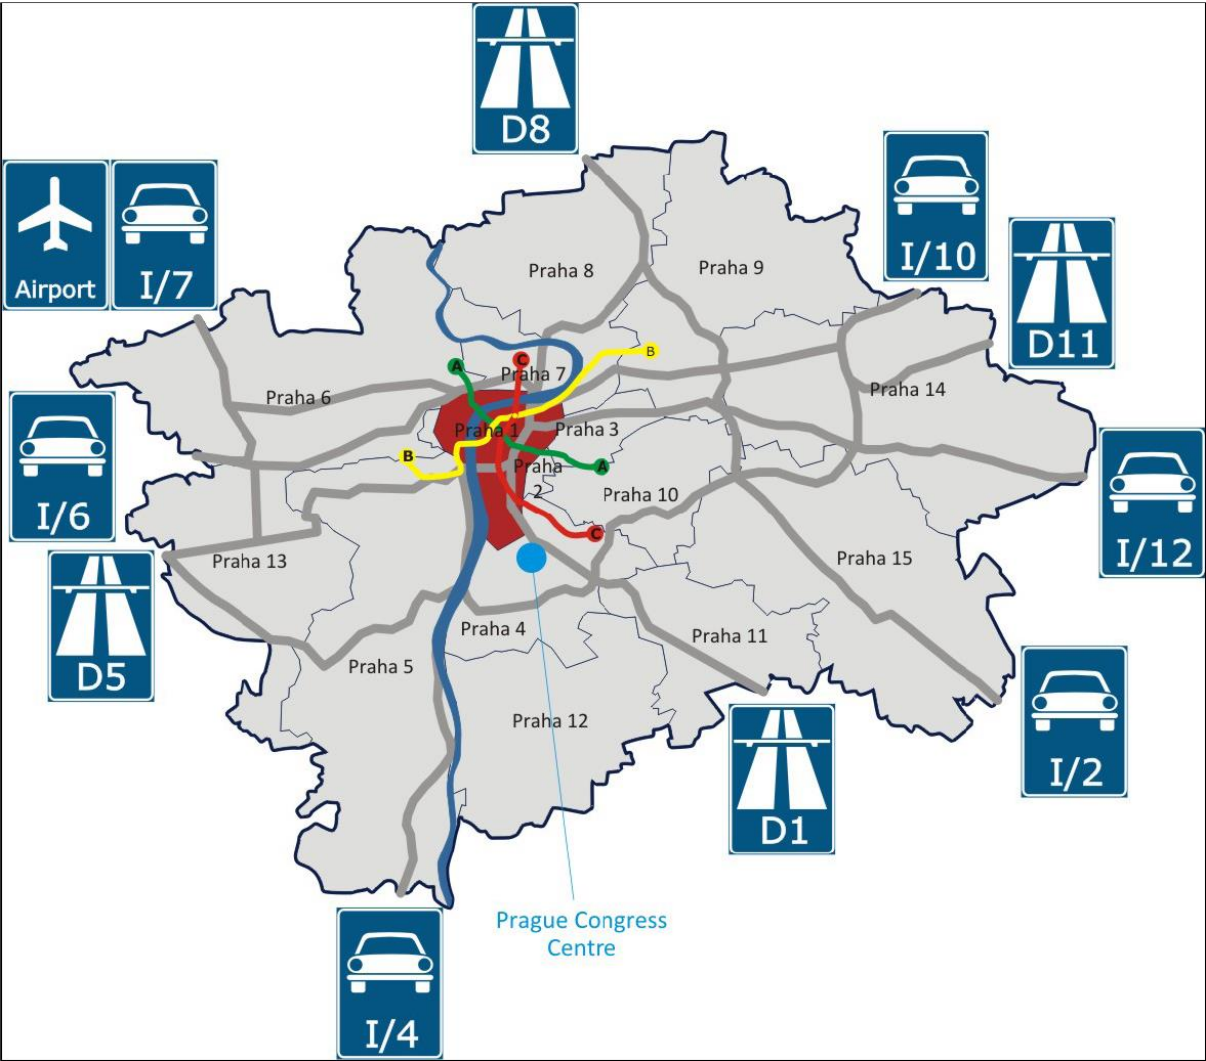 D8
I/10
Airport
I/7
D11
Praha 8
Praha 9
B
C
A
Praha 7
Praha 14
Praha 6
Praha 1
Praha 3
B
I/6
Praha
2
A
Praha 10
C
I/12
Praha 13
Praha 15
D5
Praha 4
Praha 11
Praha 5
Praha 12
I/2
D1
Prague Congress
Centre
I/4